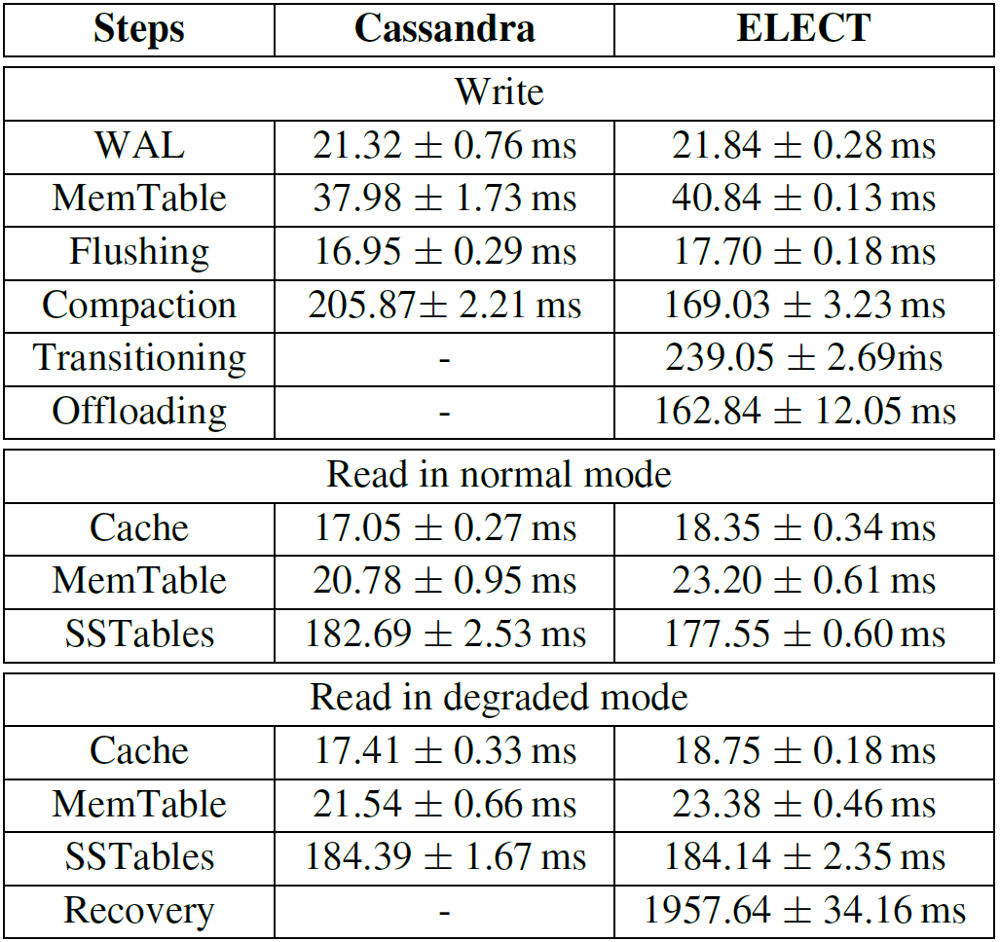 Steps Cassandra ELECT
Write
WAL 21.32 ± 0.76 ms 21.84 ± 0.28 ms
MemTable 37.98 ± 1.73 ms 40.84 ± 0.13 ms
Flushing 16.95 ± 0.29 ms 17.70 ± 0.18 ms
Compaction 205.87± 2.21 ms 169.03 ± 3.23 ms
Transitioning - 239.05 ± 2.69ṁs
Offloading - 162.84 ± 12.05 ms
Read in normal mode
Cache 17.05 ± 0.27 ms 18.35 ± 0.34 ms
MemTable 20.78 ± 0.95 ms 23.20 ± 0.61 ms
SSTables 182.69 ± 2.53 ms 177.55 ± 0.60 ms
Read in degraded mode
Cache 17.41 ± 0.33 ms 18.75 ± 0.18 ms
MemTable 21.54 ± 0.66 ms 23.38 ± 0.46 ms
SSTables 184.39 ± 1.67 ms 184.14 ± 2.35 ms
Recovery - 1957.64 ± 34.16 ms